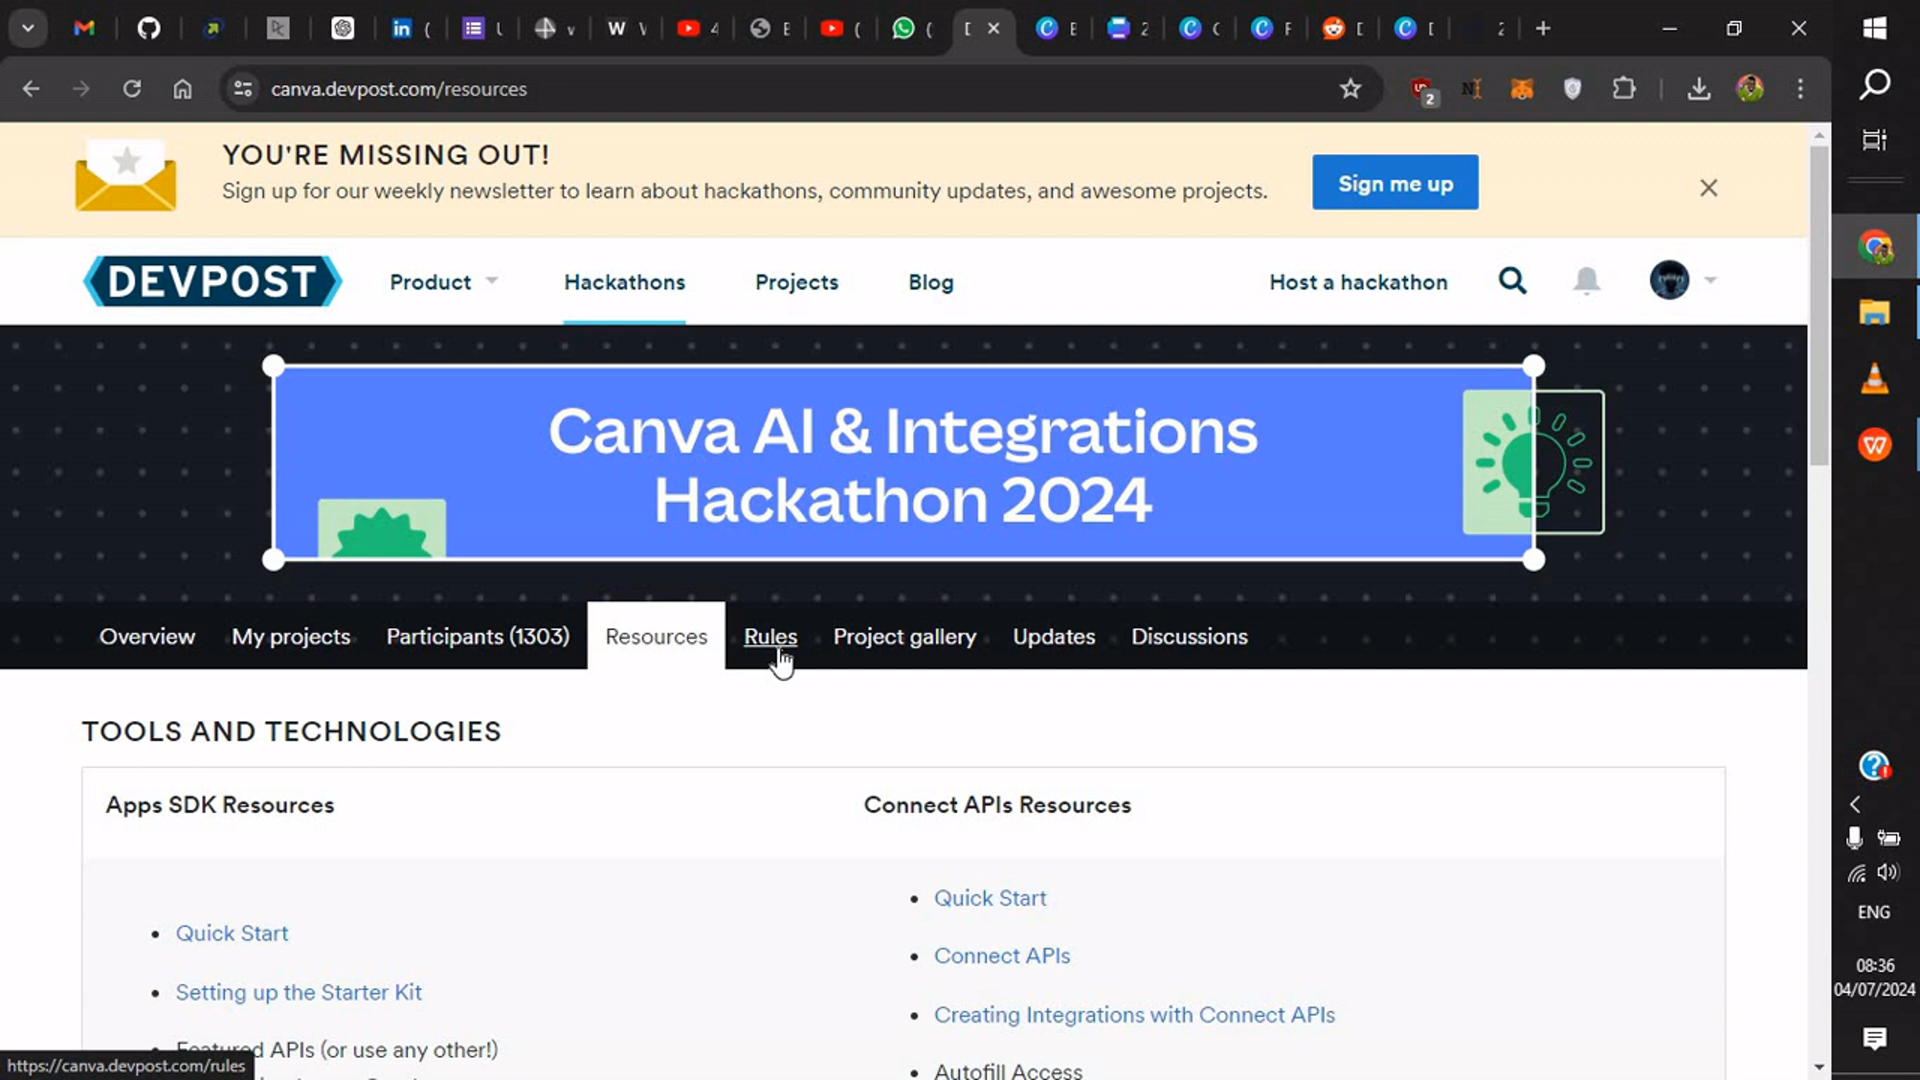 canva.devpost.com/resources
2
YOU'RE MISSING OUT!
Sign up for our weekly newsletter to learn about hackathons, community updates, and awesome projects.
Sign me up
DEVPOST
Product
Hackathons
Projects
Blog
Host a hackathon
Canva AI & Integrations
Hackathon 2024
Overview
My projects
Participants (1303)
Resources
Rules
Project gallery
Updates
Discussions
TOOLS AND TECHNOLOGIES
Apps SDK Resources
Connect APIs Resources
Quick Start
Quick Start
Connect APIs
Setting up the Starter Kit
Creating Integrations with Connect APIs
Featured APIs (or use any other!)
Autofill Access
https://canva.devpost.com/rules
ENG
08:36
04/07/2024